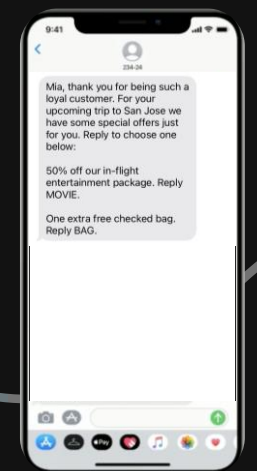 9:41
234-24
Mia, thank you for being such a
loyal customer. For your
upcoming trip to San Jose we
have some special offers just
for you. Reply to choose one
below:
50% off our in-flight
entertainment package. Reply
MOVIE.
One extra free checked bag.
Reply BAG.
Pay